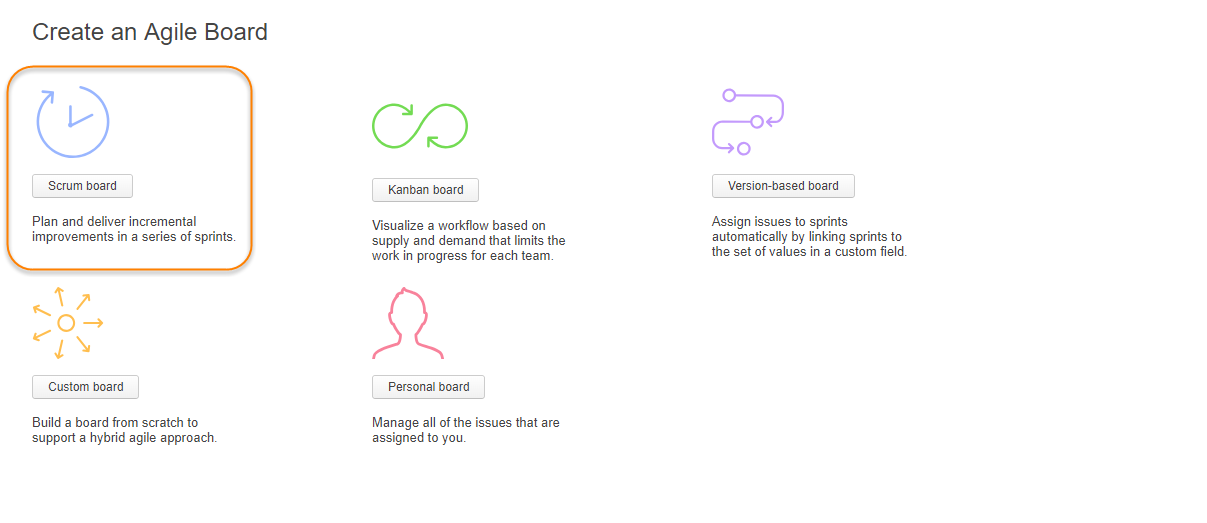 Create an Agile Board
Scrum board
Plan and deliver incremental
improvements in a series of sprints.
Kanban board
Visualize a workflow based on
supply and demand that limits the
work in progress for each team.
Version-based board
Assign issues to sprints
automatically by linking sprints to
the set of values in a custom field.
Custom board
Build a board from scratch to
support a hybrid agile approach.
Personal board
Manage all of the issues that are
assigned to you.